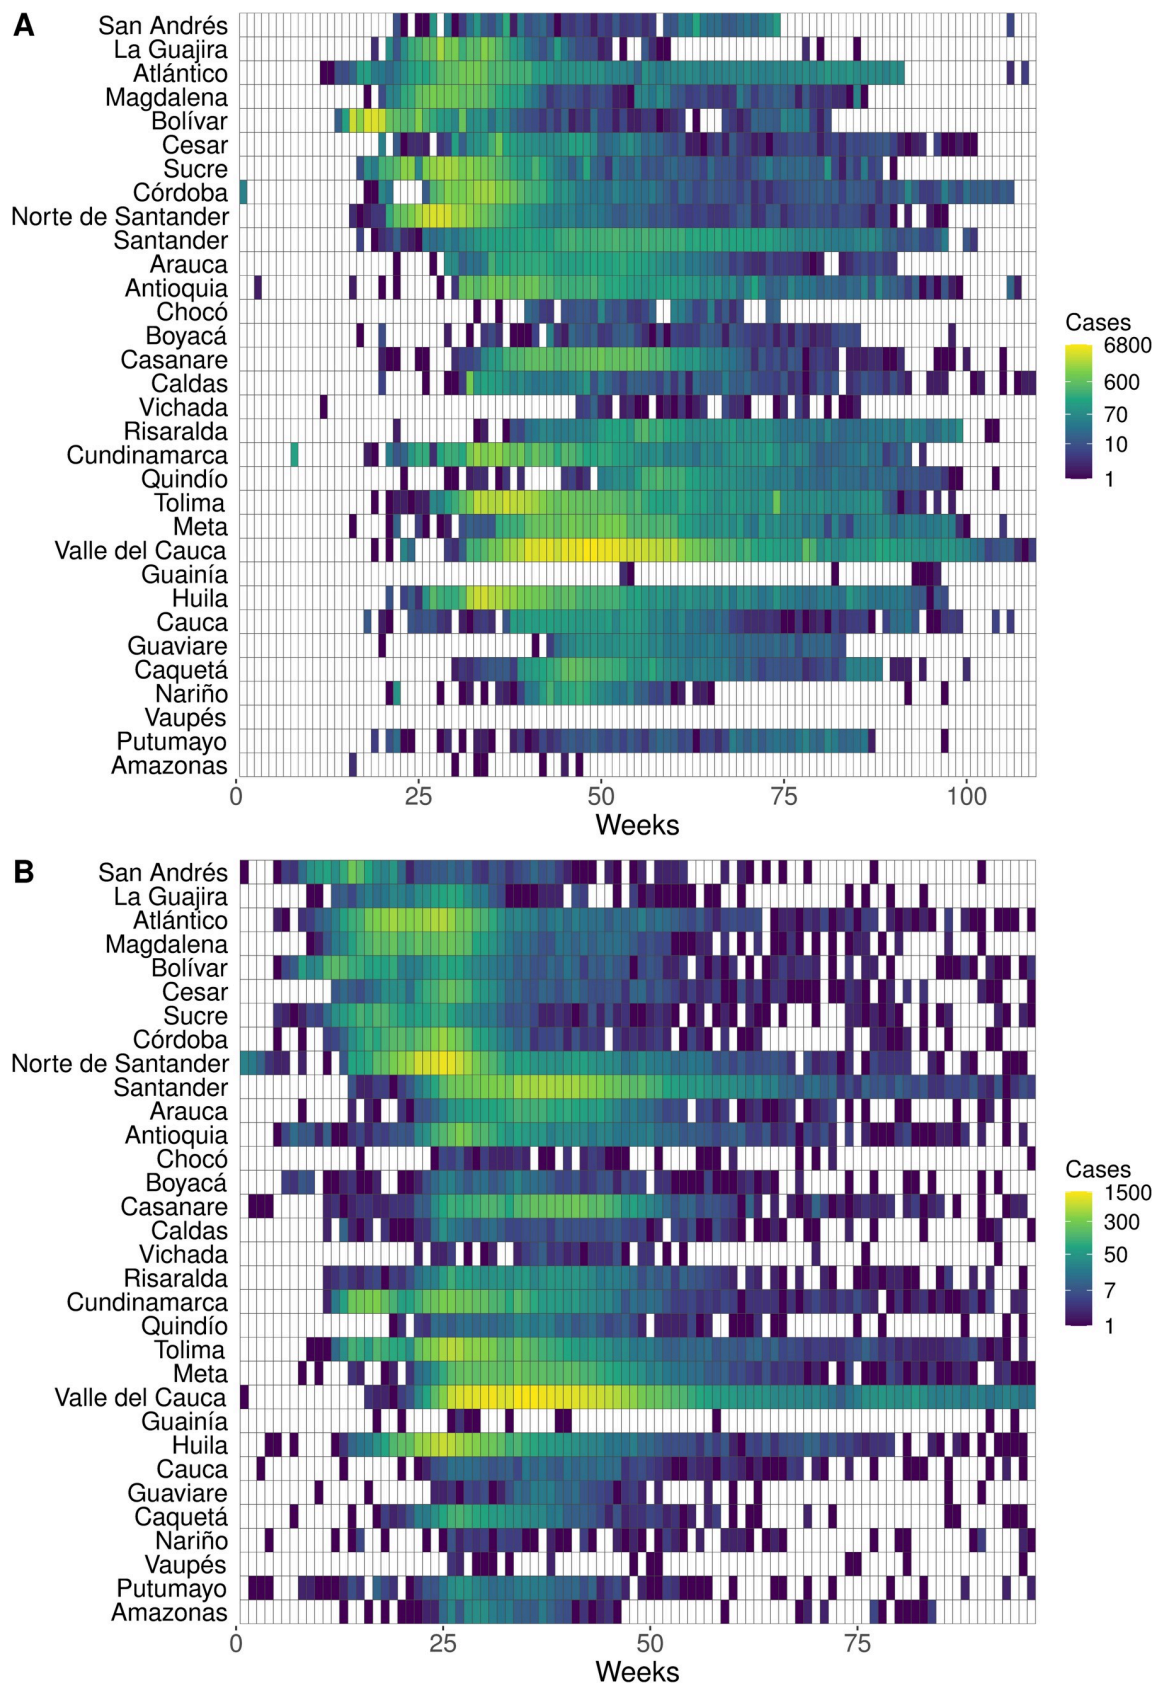 A
San Andrés
La Guajira
Atlántico
Magdalena
Bolívar
Cesar
Sucre
Córdoba
Norte de Santander
Santander
Arauca
Antioquia
Chocó
Boyacá
Casanare
Caldas
Vichada
Risaralda
Cundinamarca
Quindío
Tolima
Meta
Valle del Cauca
Guainía
Huila
Cauca
Guaviare
Caquetá
Nariño
Vaupés
Putumayo
Amazonas
0 25 50 75 100
Weeks
Cases
6800
600
70
10
1
B
San Andrés
La Guajira
Atlántico
Magdalena
Bolívar
Cesar
Sucre
Córdoba
Norte de Santander
Santander
Arauca
Antioquia
Chocó
Boyacá
Casanare
Caldas
Vichada
Risaralda
Cundinamarca
Quindío
Tolima
Meta
Valle del Cauca
Guainía
Huila
Cauca
Guaviare
Caquetá
Nariño
Vaupés
Putumayo
Amazonas
0 25 50 75
Weeks
Cases
1500
300
50
7
1